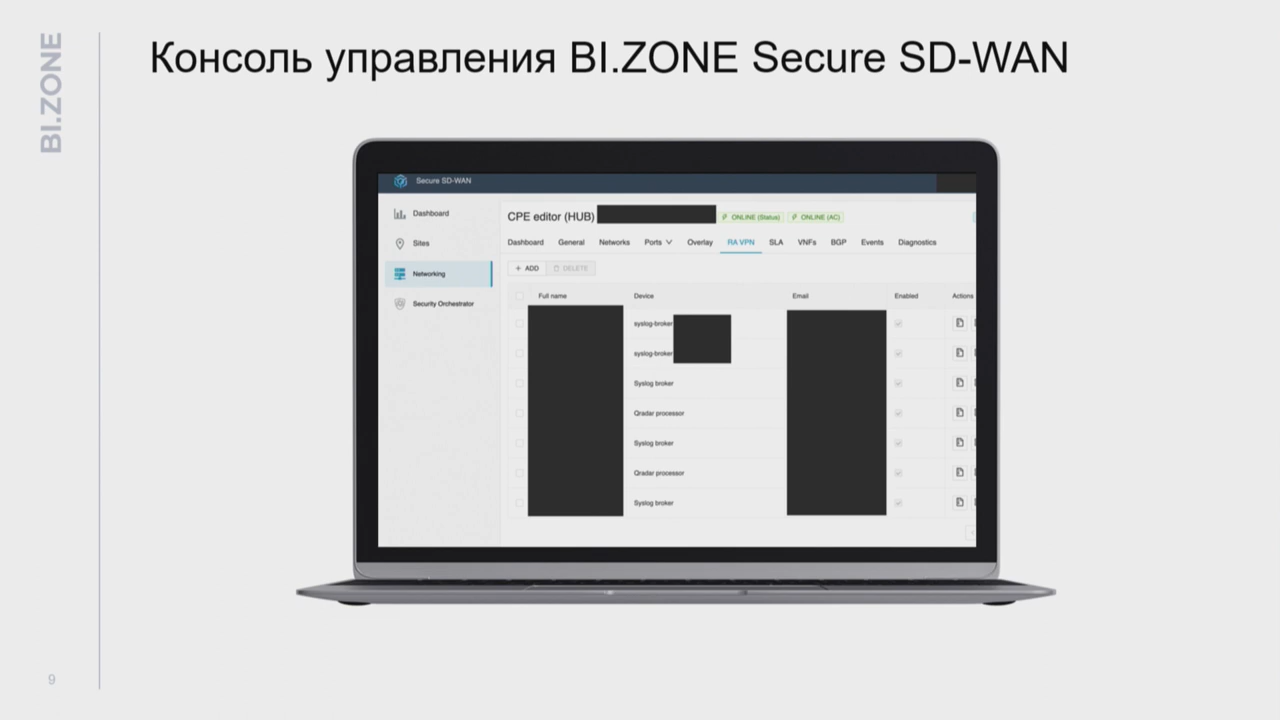 BI.ZONE
Консоль управления BI.ZONE Secure SD-WAN
Secure SD-WAN
Dashboard
Sites
Networking
Security Orchestrator
CPE editor (HUB)
ONLINE (Status)
ONLINE (AC)
Dashboard General Networks Ports Overlay RA VPN SLA VNFs BGP Events Diagnostics
+ ADD
DELETE
Full name Device Email Enabled Actions
syslog-broker
syslog-broker
Syslog broker
Qradar processor
Syslog broker
Qradar processor
Syslog broker
9